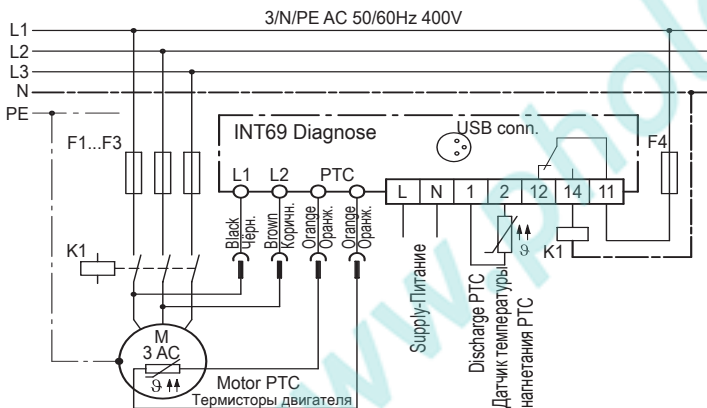 3/N/PE AC 50/60Hz 400V
L1
L2
L3
N
PE
F1...F3
INT69 Diagnose
USB conn.
F4
L1 L2 PTC
L N 1 2 12 14 11
Black
Чёрн.
Brown
Коричн.
Orange
Оранж.
Orange
Оранж.
K1
K1
ϑ
Supply-Питание
Discharge PTC
Датчик температуры
нагнетания PTC
M
3 AC
ϑ
Motor PTC
Термисторы двигателя